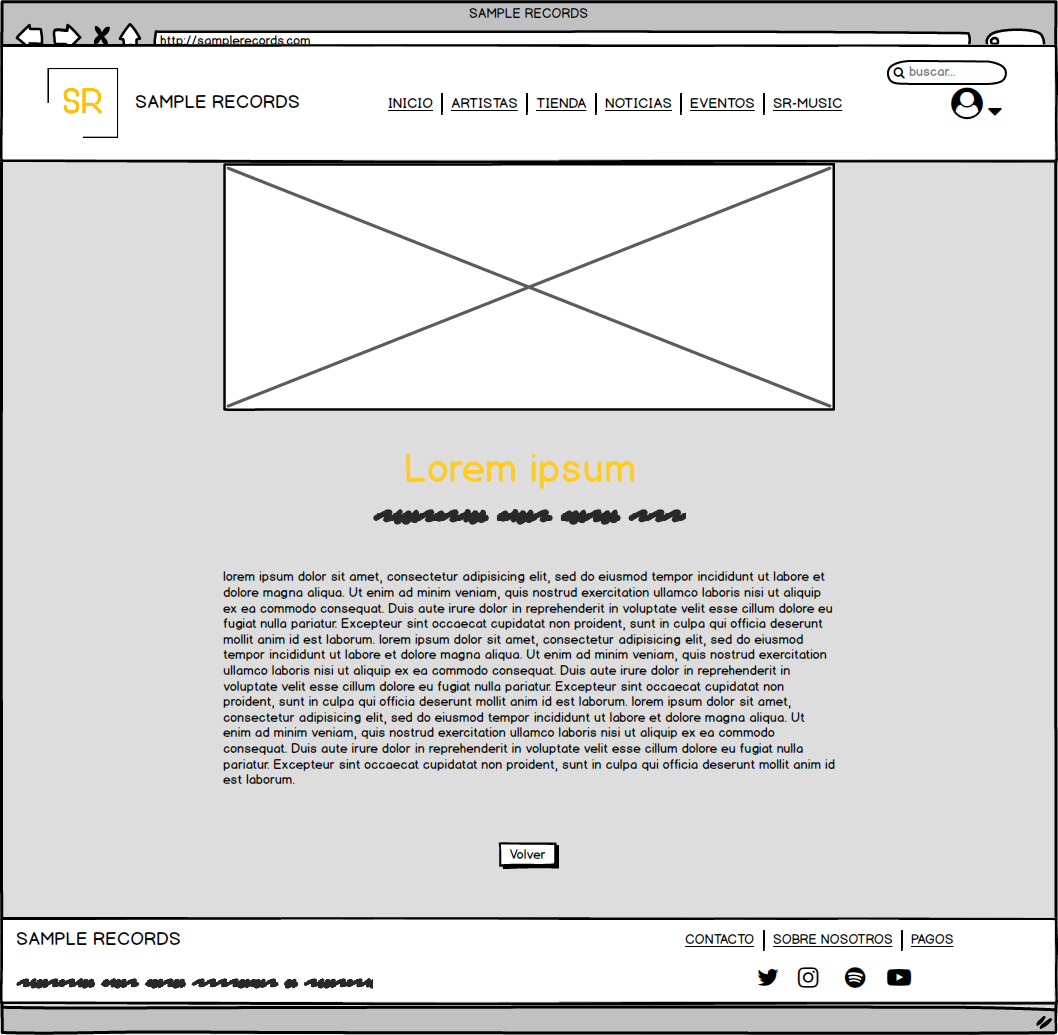 SAMPLE RECORDS
http://samplerecords.com
buscar...
SR
SAMPLE RECORDS
INICIO
ARTISTAS
TIENDA
NOTICIAS
EVENTOS
SR-MUSIC
Lorem ipsum
lorem ipsum dolor sit amet, consectetur adipisicing elit, sed do eiusmod tempor incididunt ut labore et
dolore magna aliqua. Ut enim ad minim veniam, quis nostrud exercitation ullamco laboris nisi ut aliquip
ex ea commodo consequat. Duis aute irure dolor in reprehenderit in voluptate velit esse cillum dolore eu
fugiat nulla pariatur. Excepteur sint occaecat cupidatat non proident, sunt in culpa qui officia deserunt
mollit anim id est laborum. lorem ipsum dolor sit amet, consectetur adipisicing elit, sed do eiusmod
tempor incididunt ut labore et dolore magna aliqua. Ut enim ad minim veniam, quis nostrud exercitation
ullamco laboris nisi ut aliquip ex ea commodo consequat. Duis aute irure dolor in reprehenderit in
voluptate velit esse cillum dolore eu fugiat nulla pariatur. Excepteur sint occaecat cupidatat non
proident, sunt in culpa qui officia deserunt mollit anim id est laborum. lorem ipsum dolor sit amet,
consectetur adipisicing elit, sed do eiusmod tempor incididunt ut labore et dolore magna aliqua. Ut
enim ad minim veniam, quis nostrud exercitation ullamco laboris nisi ut aliquip ex ea commodo
consequat. Duis aute irure dolor in reprehenderit in voluptate velit esse cillum dolore eu fugiat nulla
pariatur. Excepteur sint occaecat cupidatat non proident, sunt in culpa qui officia deserunt mollit anim id
est laborum.
Volver
SAMPLE RECORDS
CONTACTO
SOBRE NOSOTROS
PAGOS